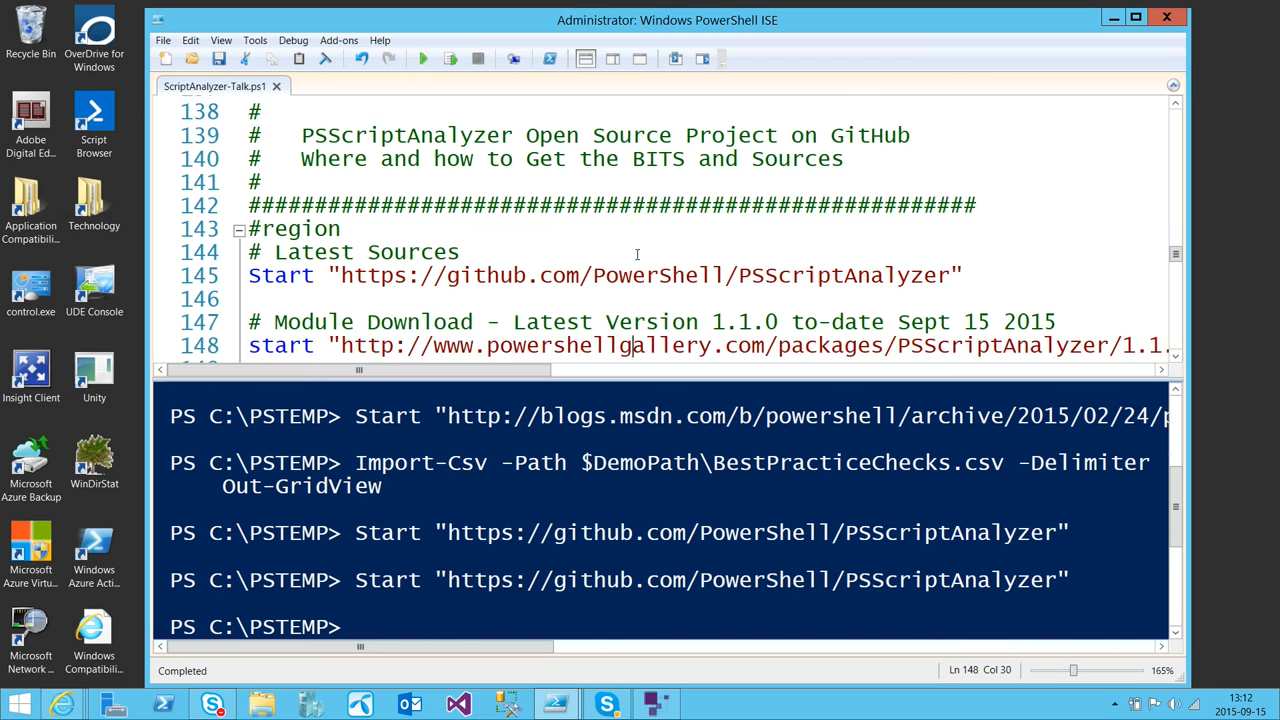 Recycle Bin
OverDrive for Windows
Adobe Digital Ed...
Script Browser
Application Compatibili...
Technology
control.exe
UDE Console
Insight Client
Unity
Microsoft Azure Backup
WinDirStat
Microsoft Azure Virtu...
Windows Azure Acti...
Microsoft Network ...
Windows Compatibili...
Administrator: Windows PowerShell ISE
File Edit View Tools Debug Add-ons Help
ScriptAnalyzer-Talk.ps1
138 #
139 # PSScriptAnalyzer Open Source Project on GitHub
140 # Where and how to Get the BITS and Sources
141 #
142 #######################################################
143 #region
144 # Latest Sources
145 Start "https://github.com/PowerShell/PSScriptAnalyzer"
146
147 # Module Download - Latest Version 1.1.0 to-date Sept 15 2015
148 start "http://www.powershellgallery.com/packages/PSScriptAnalyzer/1.1.
PS C:\PSTEMP> Start "http://blogs.msdn.com/b/powershell/archive/2015/02/24/p
PS C:\PSTEMP> Import-Csv -Path $DemoPath\BestPracticeChecks.csv -Delimiter
Out-GridView
PS C:\PSTEMP> Start "https://github.com/PowerShell/PSScriptAnalyzer"
PS C:\PSTEMP> Start "https://github.com/PowerShell/PSScriptAnalyzer"
PS C:\PSTEMP>
Completed
Ln 148 Col 30
165%
13:12
2015-09-15